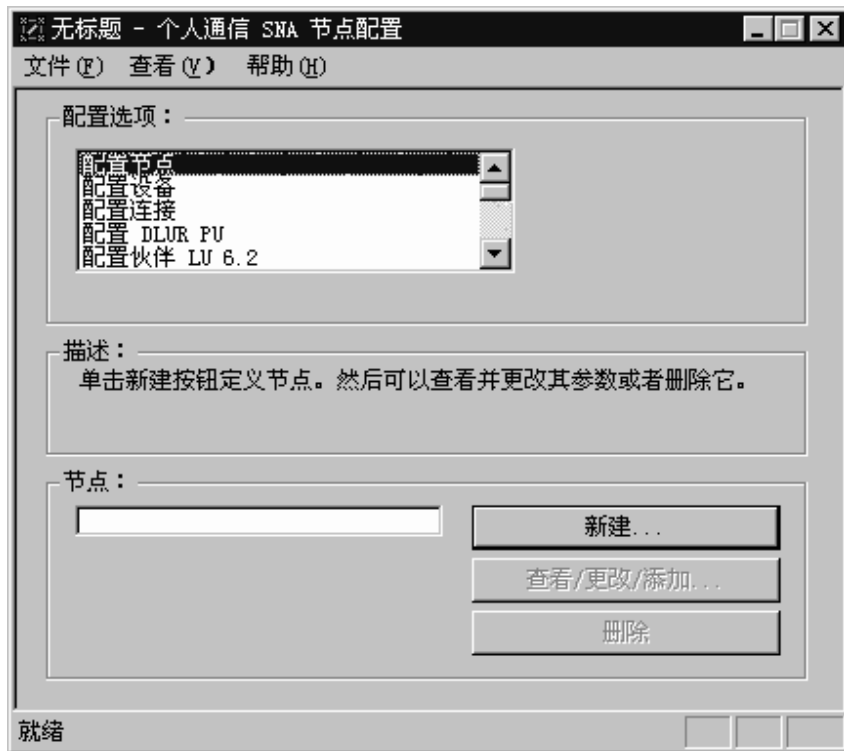 无标题 - 个人通信 SNA 节点配置
文件(F) 查看(V) 帮助(H)
配置选项：
配置节点
配置设备
配置连接
配置 DLUR PU
配置伙伴 LU 6.2
描述：
单击新建按钮定义节点。然后可以查看并更改其参数或者删除它。
节点：
新建...
查看/更改/添加...
删除
就绪